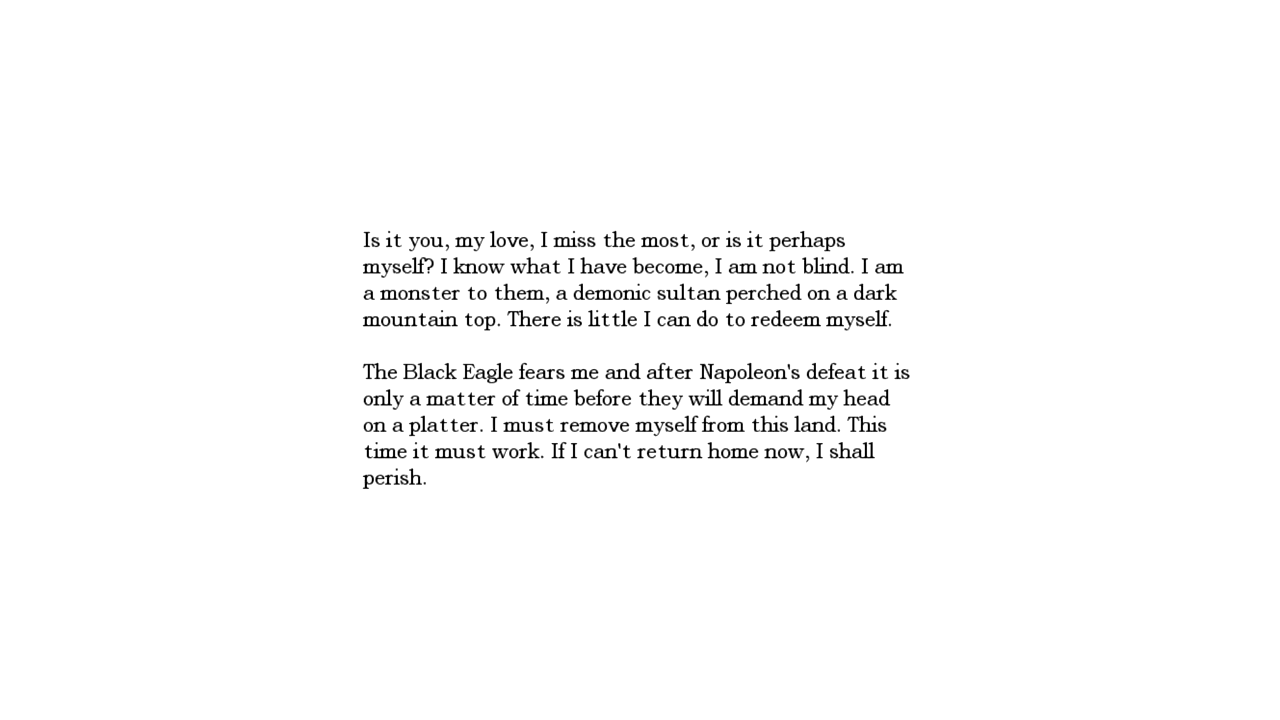 Is it you, my love, I miss the most, or is it perhaps
myself? I know what I have become, I am not blind. I am
a monster to them, a demonic sultan perched on a dark
mountain top. There is little I can do to redeem myself.
The Black Eagle fears me and after Napoleon's defeat it is
only a matter of time before they will demand my head
on a platter. I must remove myself from this land. This
time it must work. If I can't return home now, I shall
perish.